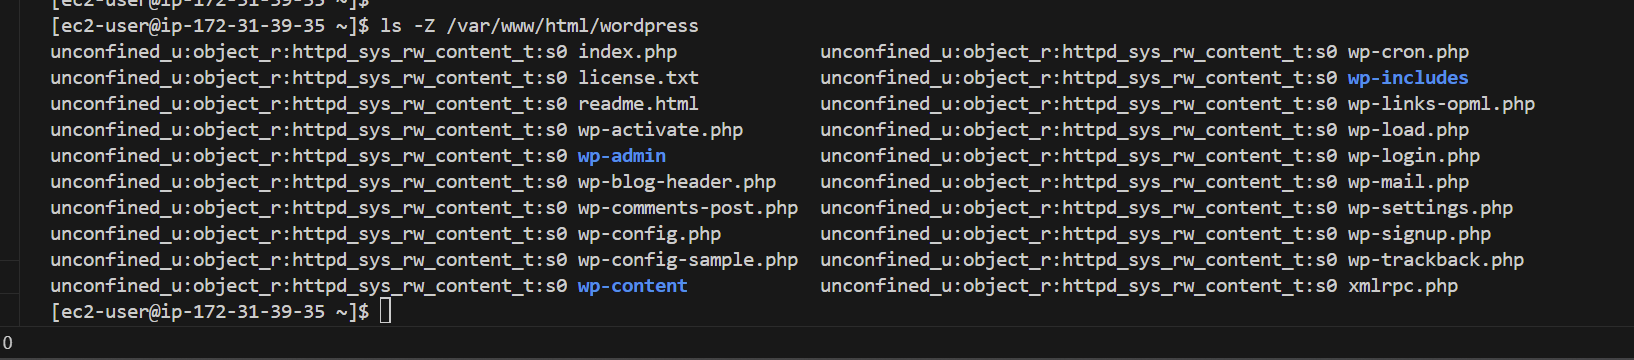 [ec2-user@ip-172-31-39-35 ~]$
[ec2-user@ip-172-31-39-35 ~]$ ls -Z /var/www/html/wordpress
unconfined_u:object_r:httpd_sys_rw_content_t:s0 index.php unconfined_u:object_r:httpd_sys_rw_content_t:s0 wp-cron.php
unconfined_u:object_r:httpd_sys_rw_content_t:s0 license.txt unconfined_u:object_r:httpd_sys_rw_content_t:s0 wp-includes
unconfined_u:object_r:httpd_sys_rw_content_t:s0 readme.html unconfined_u:object_r:httpd_sys_rw_content_t:s0 wp-links-opml.php
unconfined_u:object_r:httpd_sys_rw_content_t:s0 wp-activate.php unconfined_u:object_r:httpd_sys_rw_content_t:s0 wp-load.php
unconfined_u:object_r:httpd_sys_rw_content_t:s0 wp-admin unconfined_u:object_r:httpd_sys_rw_content_t:s0 wp-login.php
unconfined_u:object_r:httpd_sys_rw_content_t:s0 wp-blog-header.php unconfined_u:object_r:httpd_sys_rw_content_t:s0 wp-mail.php
unconfined_u:object_r:httpd_sys_rw_content_t:s0 wp-comments-post.php unconfined_u:object_r:httpd_sys_rw_content_t:s0 wp-settings.php
unconfined_u:object_r:httpd_sys_rw_content_t:s0 wp-config.php unconfined_u:object_r:httpd_sys_rw_content_t:s0 wp-signup.php
unconfined_u:object_r:httpd_sys_rw_content_t:s0 wp-config-sample.php unconfined_u:object_r:httpd_sys_rw_content_t:s0 wp-trackback.php
unconfined_u:object_r:httpd_sys_rw_content_t:s0 wp-content unconfined_u:object_r:httpd_sys_rw_content_t:s0 xmlrpc.php
[ec2-user@ip-172-31-39-35 ~]$
0